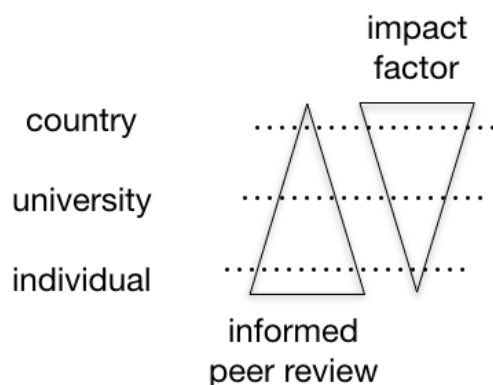 impact
factor
country
university
individual
informed
peer review